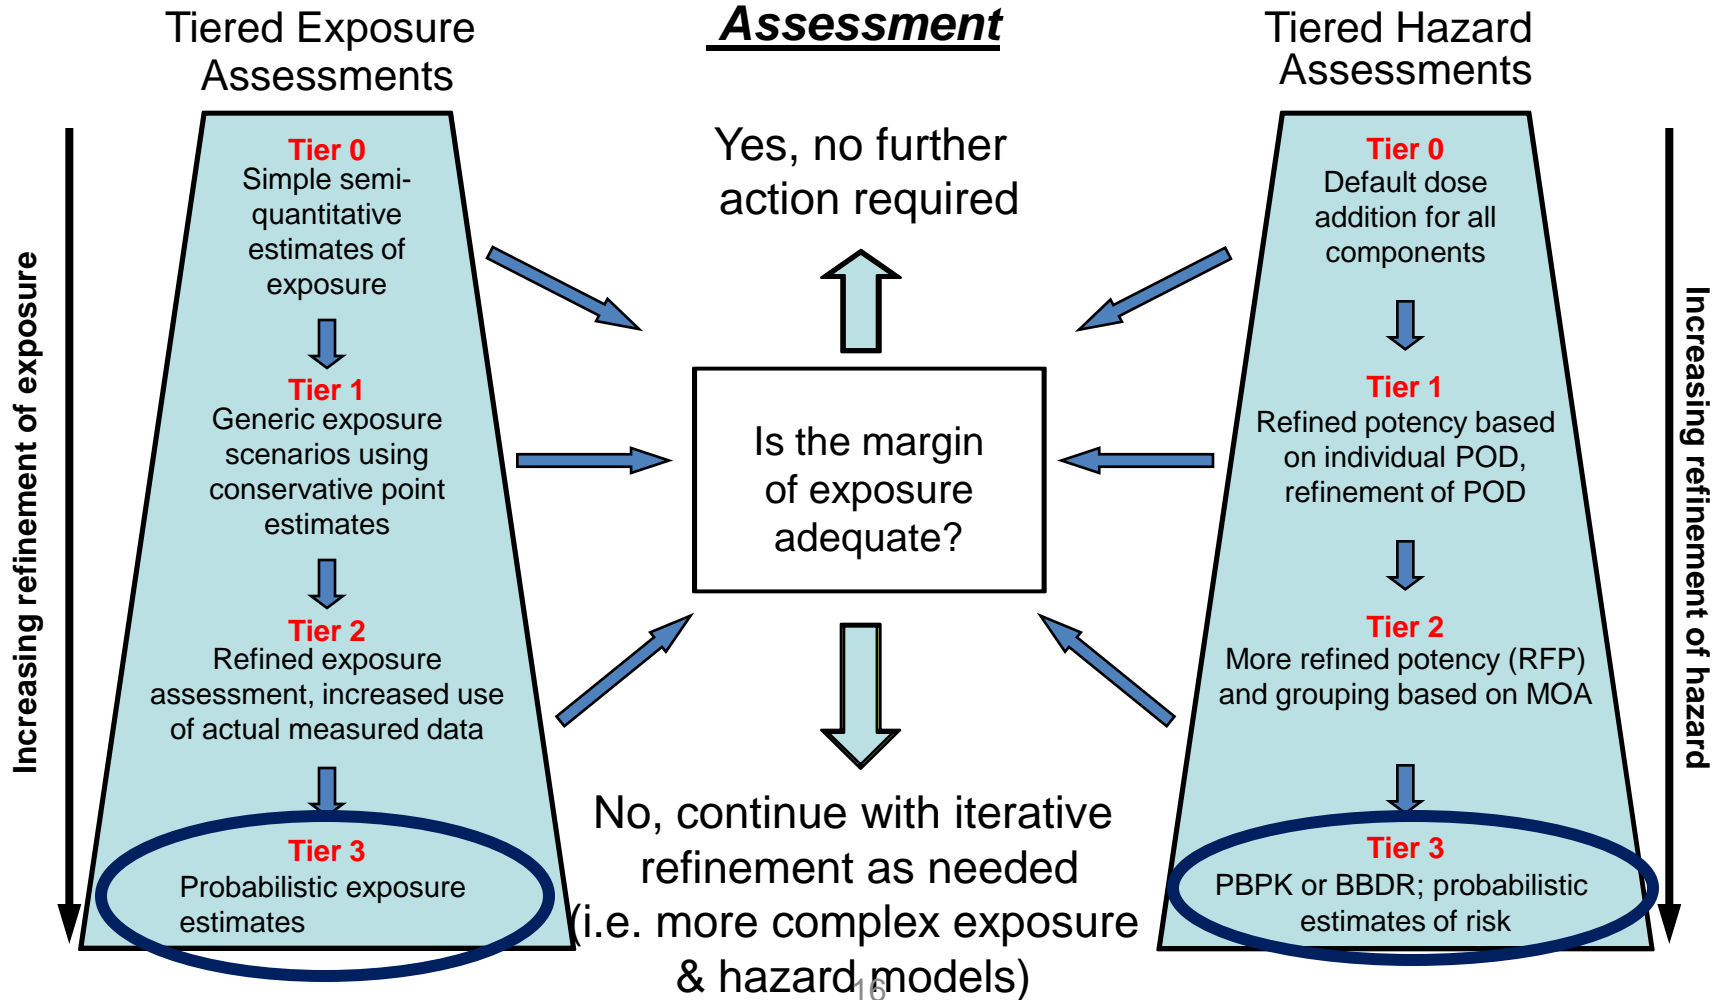 Assessment
Tiered Exposure
Assessments
Tiered Hazard
Assessments
Increasing refinement of exposure
Tier 0
Simple semi-
quantitative
estimates of
exposure
Tier 1
Generic exposure
scenarios using
conservative point
estimates
Tier 2
Refined exposure
assessment, increased use
of actual measured data
Tier 3
Probabilistic exposure
estimates
Yes, no further
action required
Is the margin
of exposure
adequate?
No, continue with iterative
refinement as needed
(i.e. more complex exposure
& hazard models)
16
Tier 0
Default dose
addition for all
components
Tier 1
Refined potency based
on individual POD,
refinement of POD
Tier 2
More refined potency (RFP)
and grouping based on MOA
Tier 3
PBPK or BBDR; probabilistic
estimates of risk
Increasing refinement of hazard